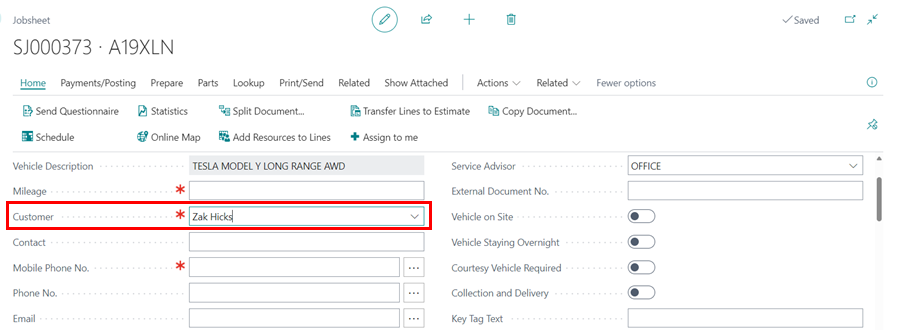 Jobsheet
Saved
SJ000373 · A19XLN
Home Payments/Posting Prepare Parts Lookup Print/Send Related Show Attached Actions Related Fewer options
Send Questionnaire Statistics Split Document... Transfer Lines to Estimate Copy Document...
Schedule Online Map Add Resources to Lines Assign to me
Vehicle Description TESLA MODEL Y LONG RANGE AWD Service Advisor OFFICE
Mileage * External Document No.
Customer * Zak Hicks Vehicle on Site
Contact Vehicle Staying Overnight
Mobile Phone No. * ... Courtesy Vehicle Required
Phone No. ... Collection and Delivery
Email ... Key Tag Text